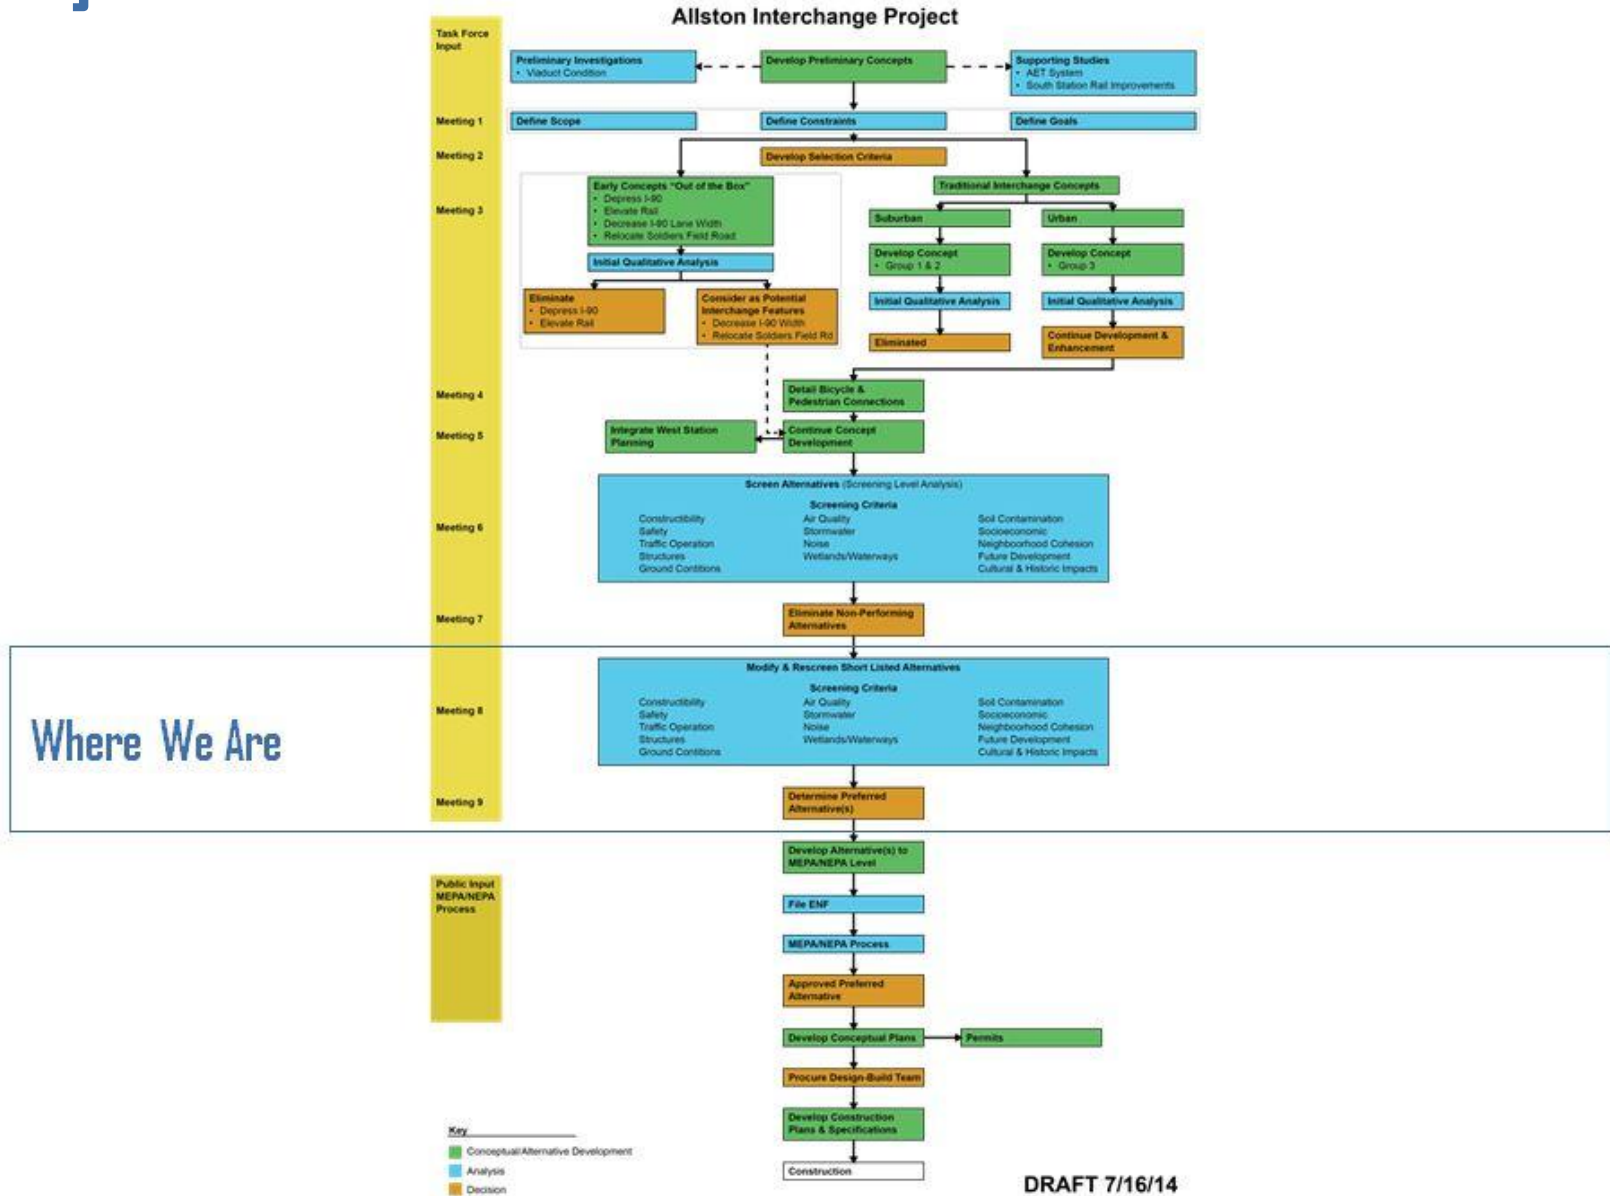 Allston Interchange Project
Task Force
Input
Preliminary Investigations
• Viaduct Condition
Develop Preliminary Concepts
Supporting Studies
• AET System
• South Station Rail Improvements
Meeting 1
Define Scope
Define Constraints
Define Goals
Meeting 2
Develop Selection Criteria
Meeting 3
Early Concepts "Out of the Box"
• Depress I-90
• Elevate Rail
• Decrease I-90 Lane Width
• Relocate Soldiers Field Road
Initial Qualitative Analysis
Eliminate
• Depress I-90
• Elevate Rail
Consider as Potential
Interchange Features
• Decrease I-90 Width
• Relocate Soldiers Field Rd
Traditional Interchange Concepts
Suburban
Urban
Develop Concept
• Group 1 & 2
Develop Concept
• Group 3
Initial Qualitative Analysis
Initial Qualitative Analysis
Eliminated
Continue Development &
Enhancement
Meeting 4
Detail Bicycle &
Pedestrian Connections
Meeting 5
Integrate West Station
Planning
Continue Concept
Development
Meeting 6
Screen Alternatives (Screening Level Analysis)
Screening Criteria
Constructibility
Safety
Traffic Operation
Structures
Ground Contitions
Air Quality
Stormwater
Noise
Wetlands/Waterways
Soil Contamination
Socioeconomic
Neighboorhood Cohesion
Future Development
Cultural & Historic Impacts
Meeting 7
Eliminate Non-Performing
Alternatives
Where We Are
Meeting 8
Modify & Rescreen Short Listed Alternatives
Screening Criteria
Constructibility
Safety
Traffic Operation
Structures
Ground Contitions
Air Quality
Stormwater
Noise
Wetlands/Waterways
Soil Contamination
Socioeconomic
Neighboorhood Cohesion
Future Development
Cultural & Historic Impacts
Meeting 9
Determine Preferred
Alternative(s)
Develop Alternative(s) to
MEPA/NEPA Level
Public Input
MEPA/NEPA
Process
File ENF
MEPA/NEPA Process
Approved Preferred
Alternative
Develop Conceptual Plans
Permits
Procure Design-Build Team
Develop Construction
Plans & Specifications
Construction
Key
Conceptual/Alternative Development
Analysis
Decision
DRAFT 7/16/14